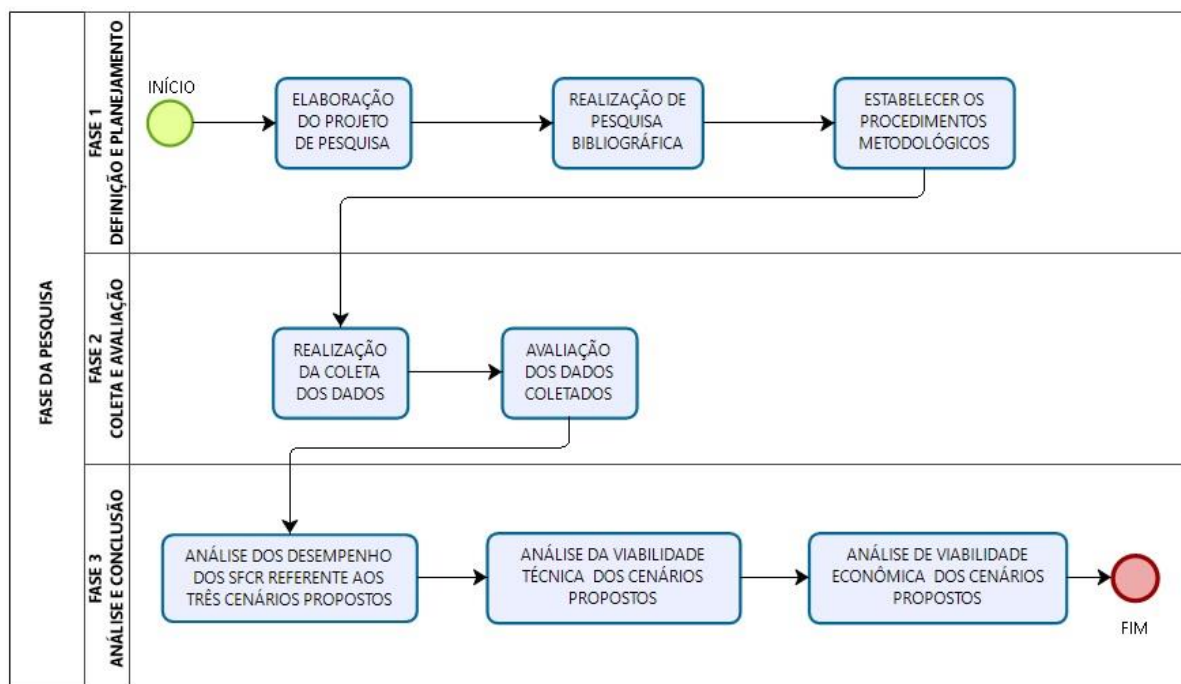 FASE DA PESQUISA
FASE 1
DEFINIÇÃO E PLANEJAMENTO
INÍCIO
ELABORAÇÃO
DO PROJETO
DE PESQUISA
REALIZAÇÃO DE
PESQUISA
BIBLIOGRÁFICA
ESTABELECER OS
PROCEDIMENTOS
METODOLÓGICOS
FASE 2
COLETA E AVALIAÇÃO
REALIZAÇÃO
DA COLETA
DOS DADOS
AVALIAÇÃO
DOS DADOS
COLETADOS
FASE 3
ANÁLISE E CONCLUSÃO
ANÁLISE DOS DESEMPENHO
DOS SFCR REFERENTE AOS
TRÊS CENÁRIOS PROPOSTOS
ANÁLISE DA VIABILIDADE
TÉCNICA DOS CENÁRIOS
PROPOSTOS
ANÁLISE DE VIABILIDADE
ECONÔMICA DOS CENÁRIOS
PROPOSTOS
FIM